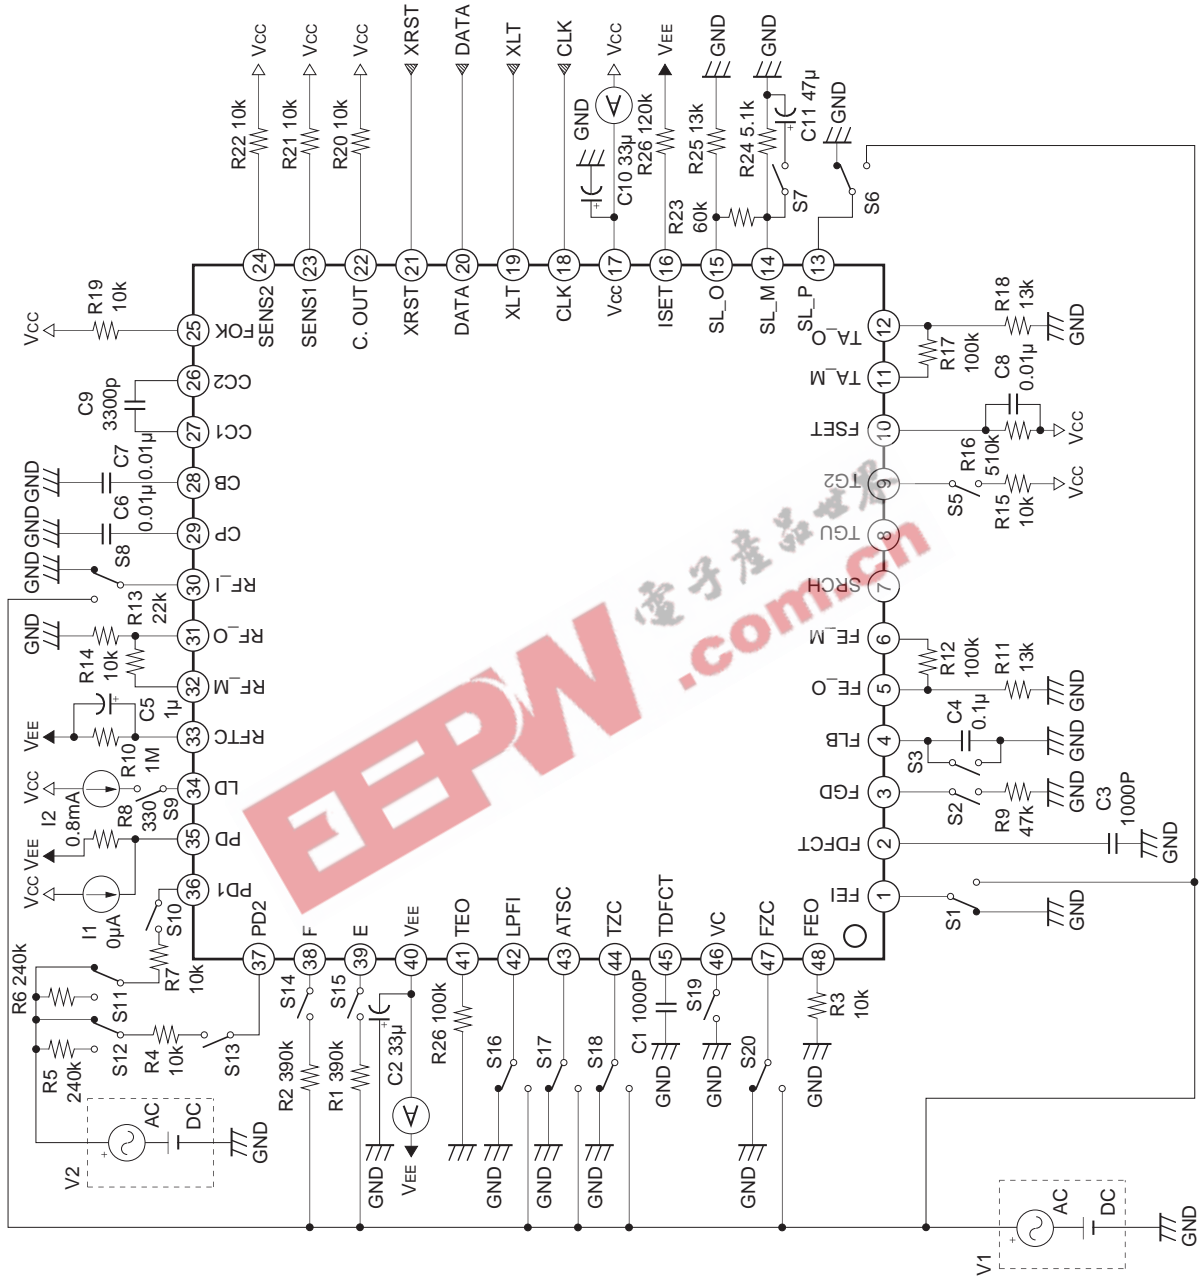 R22 10k
Vcc
R21 10k
Vcc
R20 10k
Vcc
XRST
DATA
XLT
CLK
C10 33µ
GND
A
Vcc
R26 120k
VEE
R23
60k
R25 13k
GND
R24 5.1k
GND
S7
C11 47µ
GND
S6
24
23
22
21
20
19
18
17
16
15
14
13
SENS2
SENS1
C. OUT
XRST
DATA
XLT
CLK
Vcc
ISET
SL_O
SL_M
SL_P
Vcc
R19
10k
25
FOK
C9
3300p
26
CC2
27
CC1
GND
C7
0.01µ
28
CB
GND
C6
0.01µ
29
CP
GND
S8
30
RF_I
GND
R14
10k
R13
22k
31
RF_O
32
RF_M
VEE
C5
1µ
R10
1M
33
RFTC
Vcc
I2
0.8mA
S9
34
LD
VEE
R8
330
35
PD
Vcc
I1
0µA
S10
R7
10k
36
PD1
12
TA_O
R18
13k
GND
11
TA_M
R17
100k
10
FSET
C8
0.01µ
R16
510k
Vcc
9
TG2
S5
R15
10k
Vcc
8
TGU
7
SRCH
6
FE_M
R12
100k
5
FE_O
R11
13k
GND
4
FLB
S3
C4
0.1µ
GND
3
FGD
S2
R9
47k
GND
2
FDFCT
C3
1000P
GND
1
FEI
S1
GND
電子產品世界
EEPW
.com.cn
PD2
F
E
VEE
TEO
LPFI
ATSC
TZC
TDFCT
VC
FZC
FEO
37
38
39
40
41
42
43
44
45
46
47
48
R6 240k
S11
S12
R5
240k
R4
10k
S13
S14
R2 390k
S15
R1 390k
C2 33µ
GND
A
VEE
R26 100k
GND
S16
GND
S17
GND
S18
GND
C1 1000P
GND
S19
GND
S20
GND
R3
10k
GND
V2
AC
DC
GND
V1
AC
DC
GND